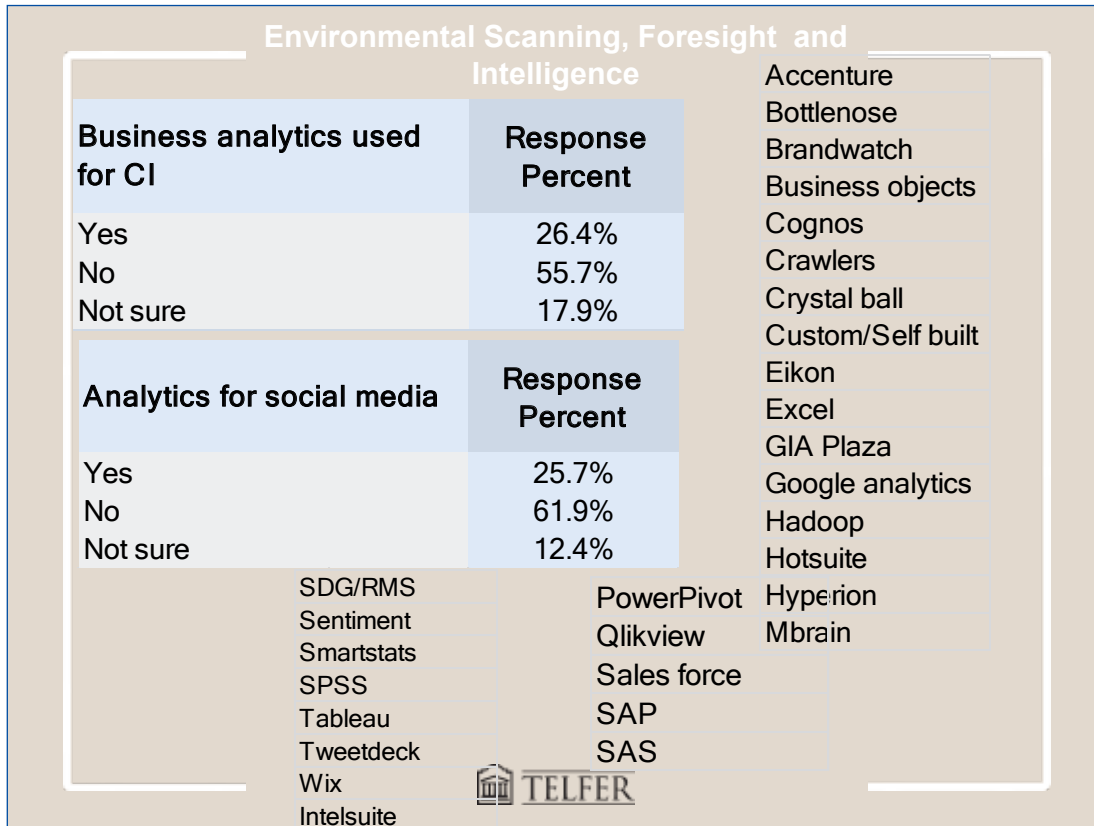 Environmental Scanning, Foresight and
Intelligence
Business analytics used
for CI
Response
Percent
Yes 26.4%
No 55.7%
Not sure 17.9%
Analytics for social media
Response
Percent
Yes 25.7%
No 61.9%
Not sure 12.4%
Accenture
Bottlenose
Brandwatch
Business objects
Cognos
Crawlers
Crystal ball
Custom/Self built
Eikon
Excel
GIA Plaza
Google analytics
Hadoop
Hotsuite
Hyperion
Mbrain
PowerPivot
Qlikview
Sales force
SAP
SAS
SDG/RMS
Sentiment
Smartstats
SPSS
Tableau
Tweetdeck
Wix
Intelsuite
TELFER